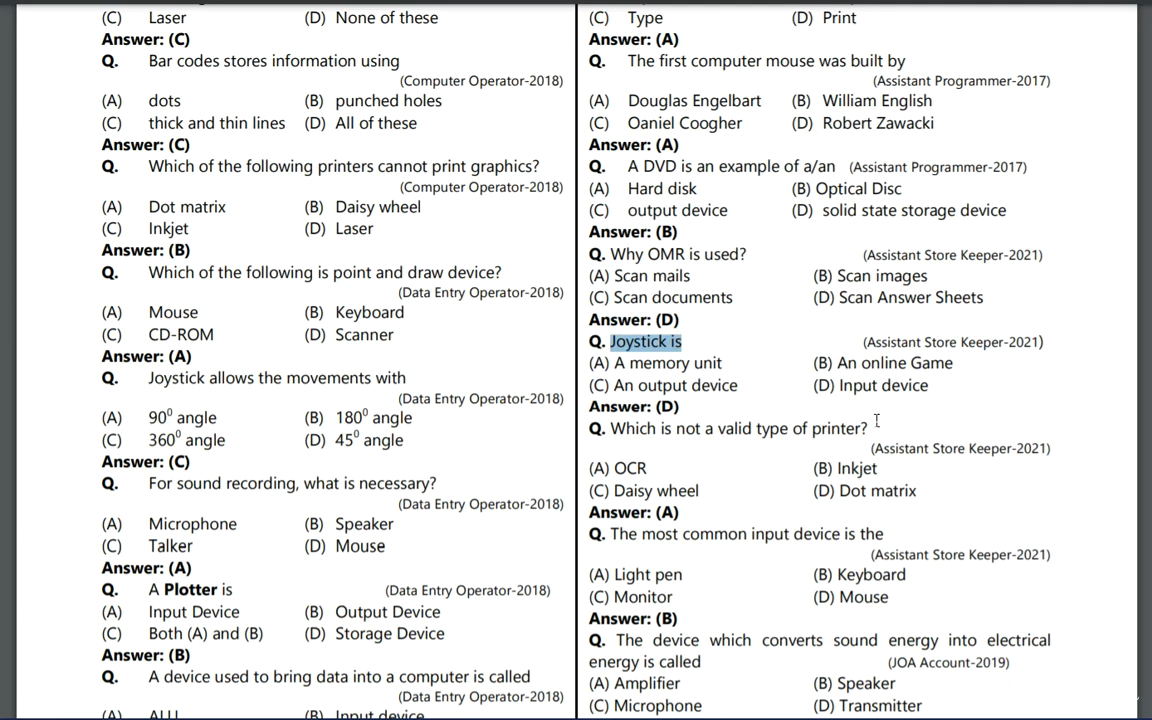 (C) Laser (D) None of these
Answer: (C)
Q. Bar codes stores information using
(Computer Operator-2018)
(A) dots (B) punched holes
(C) thick and thin lines (D) All of these
Answer: (C)
Q. Which of the following printers cannot print graphics?
(Computer Operator-2018)
(A) Dot matrix (B) Daisy wheel
(C) Inkjet (D) Laser
Answer: (B)
Q. Which of the following is point and draw device?
(Data Entry Operator-2018)
(A) Mouse (B) Keyboard
(C) CD-ROM (D) Scanner
Answer: (A)
Q. Joystick allows the movements with
(Data Entry Operator-2018)
(A) 90⁰ angle (B) 180⁰ angle
(C) 360⁰ angle (D) 45⁰ angle
Answer: (C)
Q. For sound recording, what is necessary?
(Data Entry Operator-2018)
(A) Microphone (B) Speaker
(C) Talker (D) Mouse
Answer: (A)
Q. A Plotter is (Data Entry Operator-2018)
(A) Input Device (B) Output Device
(C) Both (A) and (B) (D) Storage Device
Answer: (B)
Q. A device used to bring data into a computer is called
(Data Entry Operator-2018)
(A) ALU (B) Input device
(C) Type (D) Print
Answer: (A)
Q. The first computer mouse was built by
(Assistant Programmer-2017)
(A) Douglas Engelbart (B) William English
(C) Oaniel Coogher (D) Robert Zawacki
Answer: (A)
Q. A DVD is an example of a/an (Assistant Programmer-2017)
(A) Hard disk (B) Optical Disc
(C) output device (D) solid state storage device
Answer: (B)
Q. Why OMR is used? (Assistant Store Keeper-2021)
(A) Scan mails (B) Scan images
(C) Scan documents (D) Scan Answer Sheets
Answer: (D)
Q. Joystick is (Assistant Store Keeper-2021)
(A) A memory unit (B) An online Game
(C) An output device (D) Input device
Answer: (D)
Q. Which is not a valid type of printer?
(Assistant Store Keeper-2021)
(A) OCR (B) Inkjet
(C) Daisy wheel (D) Dot matrix
Answer: (A)
Q. The most common input device is the
(Assistant Store Keeper-2021)
(A) Light pen (B) Keyboard
(C) Monitor (D) Mouse
Answer: (B)
Q. The device which converts sound energy into electrical
energy is called (JOA Account-2019)
(A) Amplifier (B) Speaker
(C) Microphone (D) Transmitter